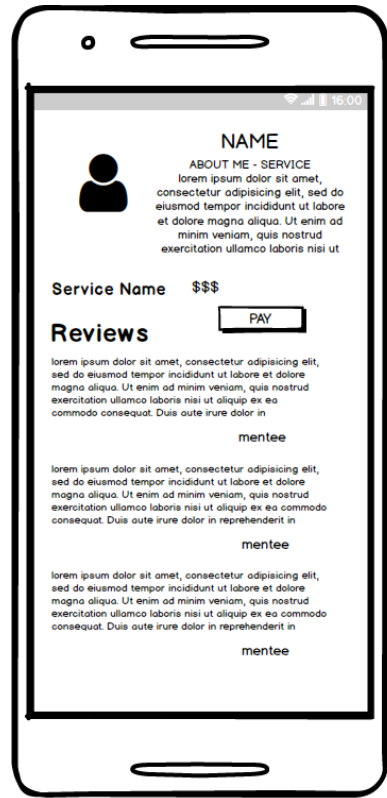 16:00
NAME
ABOUT ME - SERVICE
lorem ipsum dolor sit amet,
consectetur adipisicing elit, sed do
eiusmod tempor incididunt ut labore
et dolore magna aliqua. Ut enim ad
minim veniam, quis nostrud
exercitation ullamco laboris nisi ut
Service Name $$$
PAY
Reviews
lorem ipsum dolor sit amet, consectetur adipisicing elit,
sed do eiusmod tempor incididunt ut labore et dolore
magna aliqua. Ut enim ad minim veniam, quis nostrud
exercitation ullamco laboris nisi ut aliquip ex ea
commodo consequat. Duis aute irure dolor in
mentee
lorem ipsum dolor sit amet, consectetur adipisicing elit,
sed do eiusmod tempor incididunt ut labore et dolore
magna aliqua. Ut enim ad minim veniam, quis nostrud
exercitation ullamco laboris nisi ut aliquip ex ea commodo
consequat. Duis aute irure dolor in reprehenderit in
mentee
lorem ipsum dolor sit amet, consectetur adipisicing elit,
sed do eiusmod tempor incididunt ut labore et dolore
magna aliqua. Ut enim ad minim veniam, quis nostrud
exercitation ullamco laboris nisi ut aliquip ex ea commodo
consequat. Duis aute irure dolor in reprehenderit in
mentee